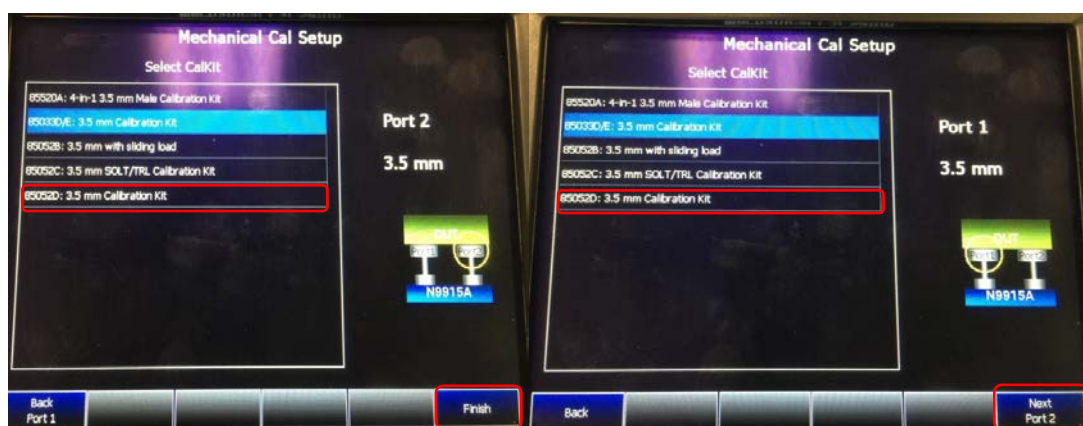 Mechanical Cal Setup
Select CalKit
85520A: 4-in-1 3.5 mm Male Calibration Kit
85033D/E: 3.5 mm Calibration Kit
85052B: 3.5 mm with sliding load
85052C: 3.5 mm SOLT/TRL Calibration Kit
85052D: 3.5 mm Calibration Kit
Port 2
3.5 mm
DUT
Port1 Port2
N9915A
Back
Port 1
Finish
Mechanical Cal Setup
Select CalKit
85520A: 4-in-1 3.5 mm Male Calibration Kit
85033D/E: 3.5 mm Calibration Kit
85052B: 3.5 mm with sliding load
85052C: 3.5 mm SOLT/TRL Calibration Kit
85052D: 3.5 mm Calibration Kit
Port 1
3.5 mm
DUT
Port1 Port2
N9915A
Back
Next
Port 2